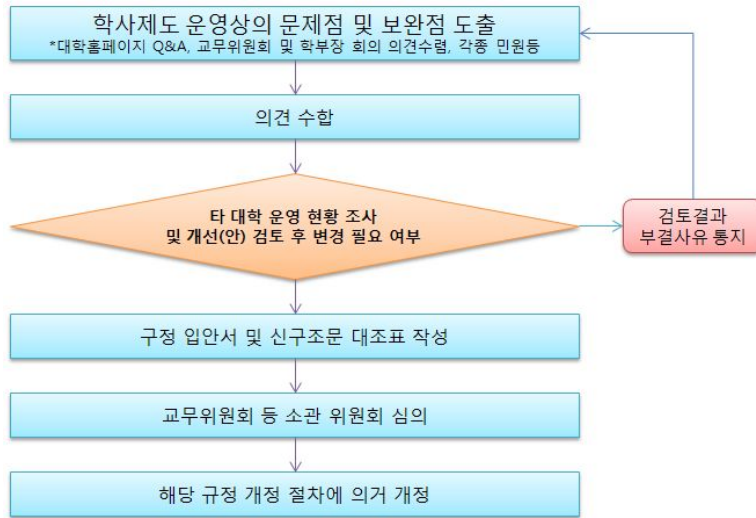 학사제도 운영상의 문제점 및 보완점 도출
*대학홈페이지 Q&A, 교무위원회 및 학부장 회의 의견수렴, 각종 민원등
의견 수합
타 대학 운영 현황 조사
및 개선(안) 검토 후 변경 필요 여부
검토결과
부결사유 통지
규정 입안서 및 신구조문 대조표 작성
교무위원회 등 소관 위원회 심의
해당 규정 개정 절차에 의거 개정